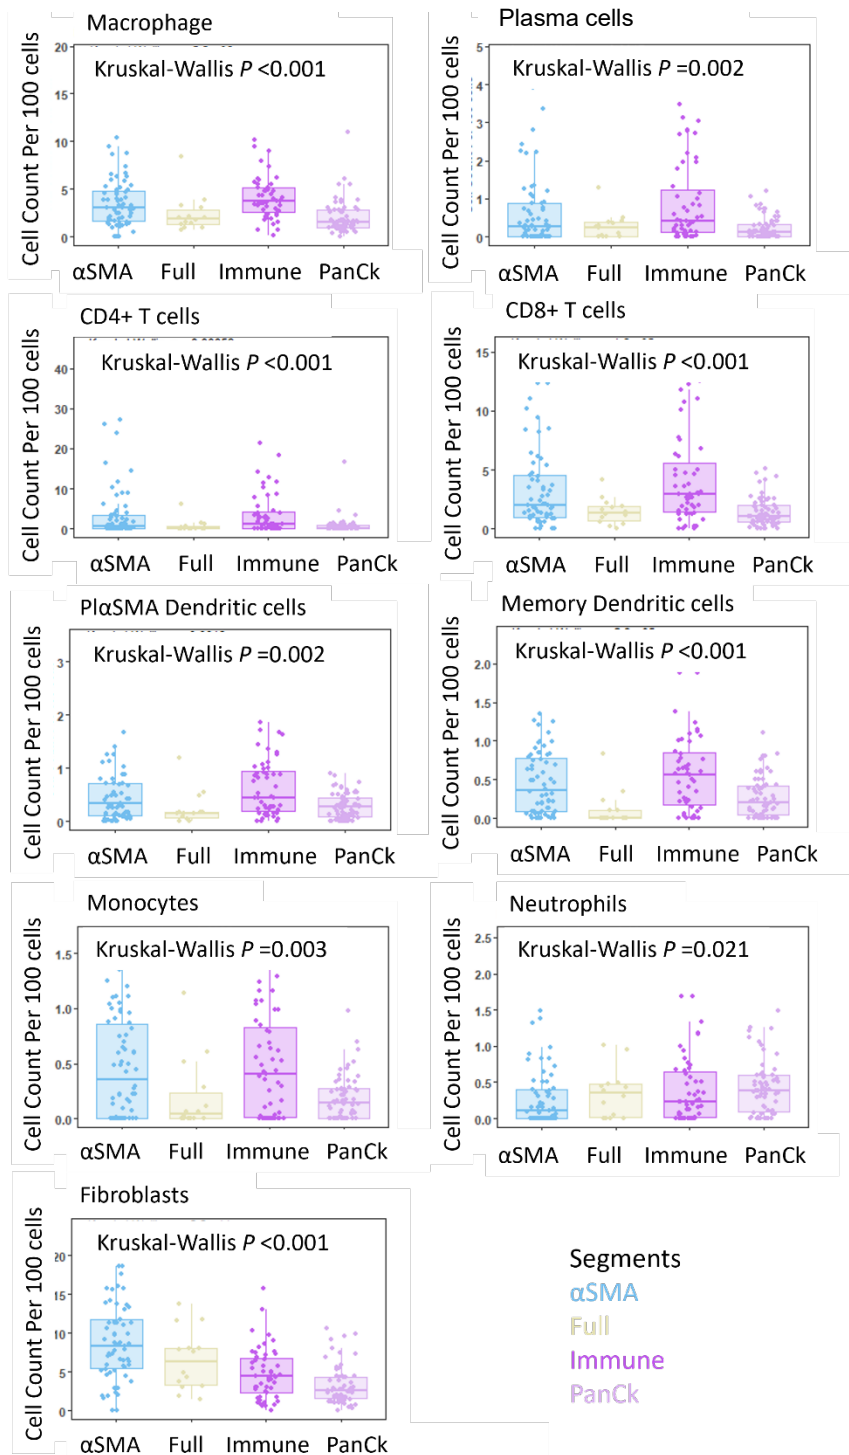 Macrophage
Cell Count Per 100 cells
Kruskal-Wallis P <0.001
20
15
10
5
0
αSMA Full Immune PanCk
Plasma cells
Cell Count Per 100 cells
Kruskal-Wallis P =0.002
5
4
3
2
1
0
αSMA Full Immune PanCk
CD4+ T cells
Cell Count Per 100 cells
Kruskal-Wallis P <0.001
40
30
20
10
0
αSMA Full Immune PanCk
CD8+ T cells
Cell Count Per 100 cells
Kruskal-Wallis P <0.001
15
10
5
0
αSMA Full Immune PanCk
PlαSMA Dendritic cells
Cell Count Per 100 cells
Kruskal-Wallis P =0.002
3
2
1
0
αSMA Full Immune PanCk
Memory Dendritic cells
Cell Count Per 100 cells
Kruskal-Wallis P <0.001
2.0
1.5
1.0
0.5
0.0
αSMA Full Immune PanCk
Monocytes
Cell Count Per 100 cells
Kruskal-Wallis P =0.003
1.5
1.0
0.5
0.0
αSMA Full Immune PanCk
Neutrophils
Cell Count Per 100 cells
Kruskal-Wallis P =0.021
2.5
2.0
1.5
1.0
0.5
0.0
αSMA Full Immune PanCk
Fibroblasts
Cell Count Per 100 cells
Kruskal-Wallis P <0.001
20
15
10
5
0
αSMA Full Immune PanCk
Segments
αSMA
Full
Immune
PanCk